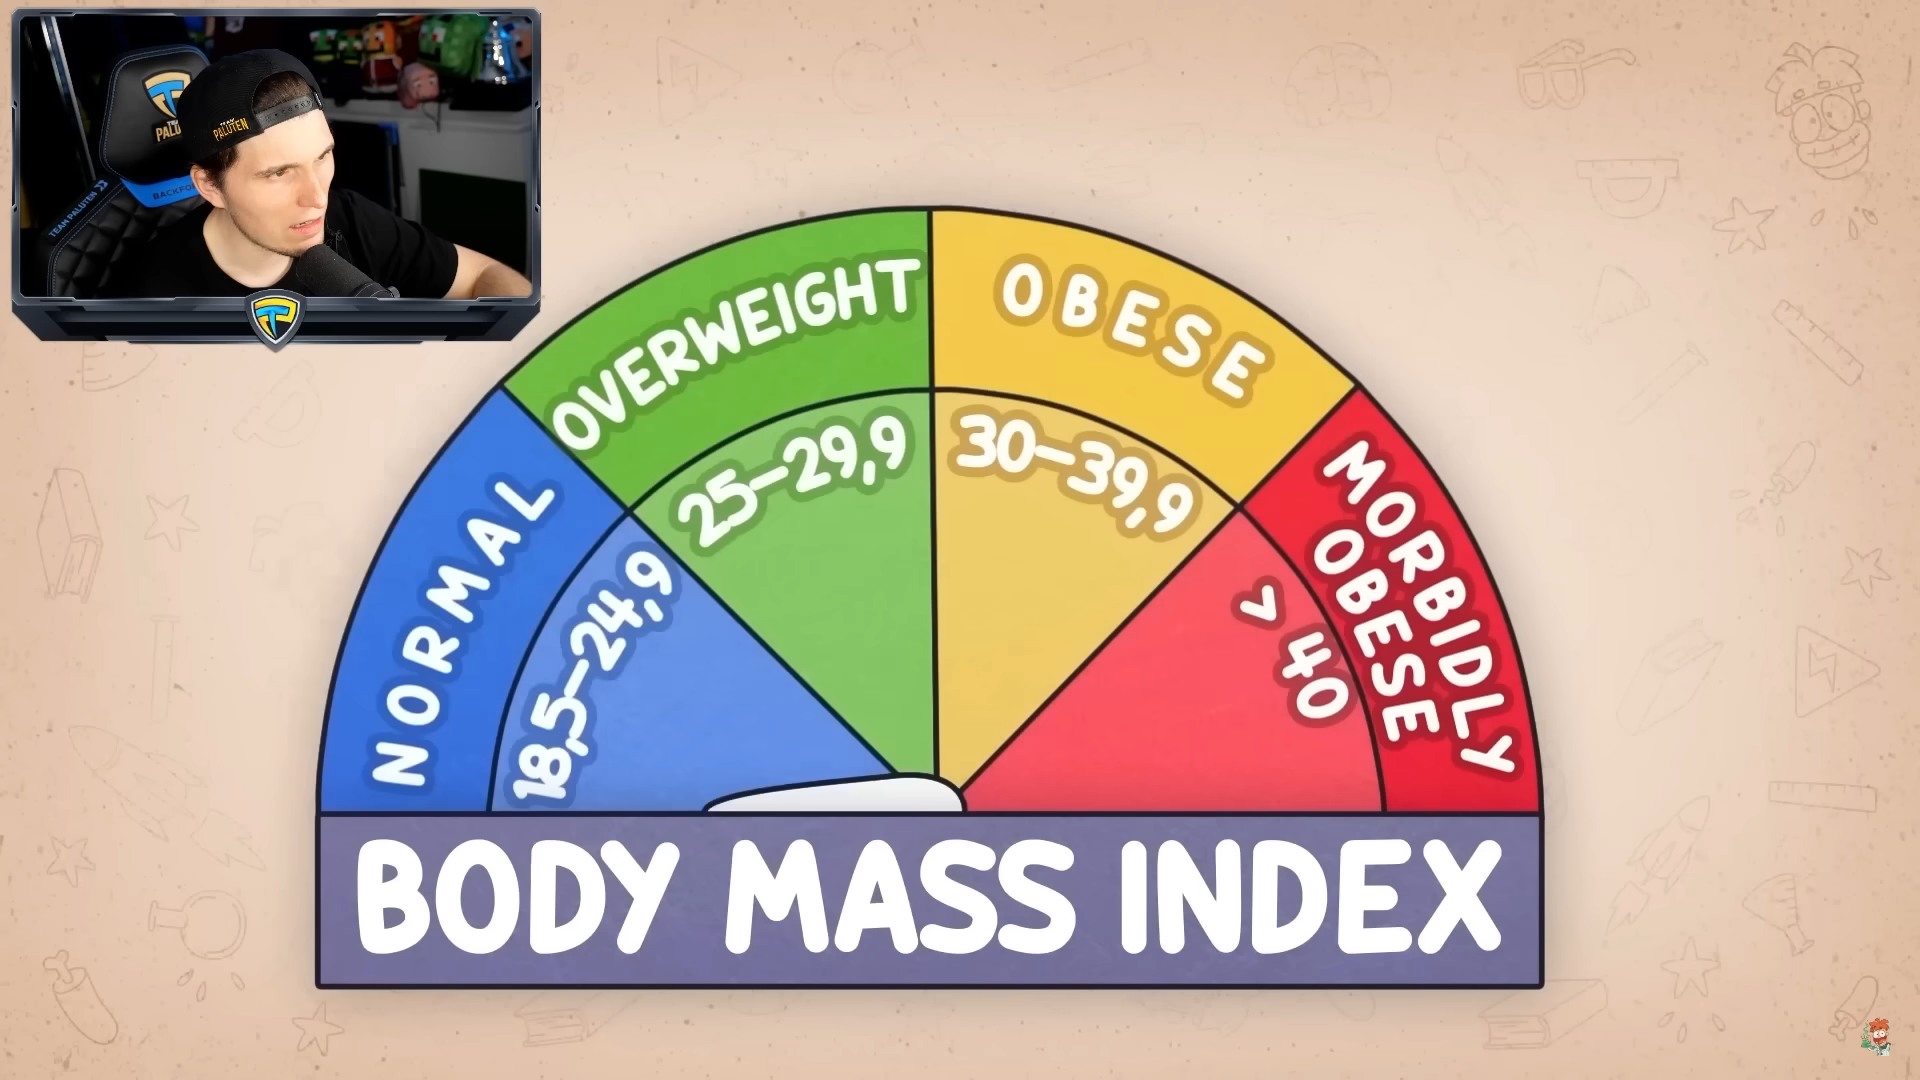 TEAM
PALUTEN
TEAM PALUTEN
NORMAL
OVERWEIGHT
OBESE
MORBIDLY
OBESE
18,5–24,9
25–29,9
30–39,9
> 40
BODY MASS INDEX